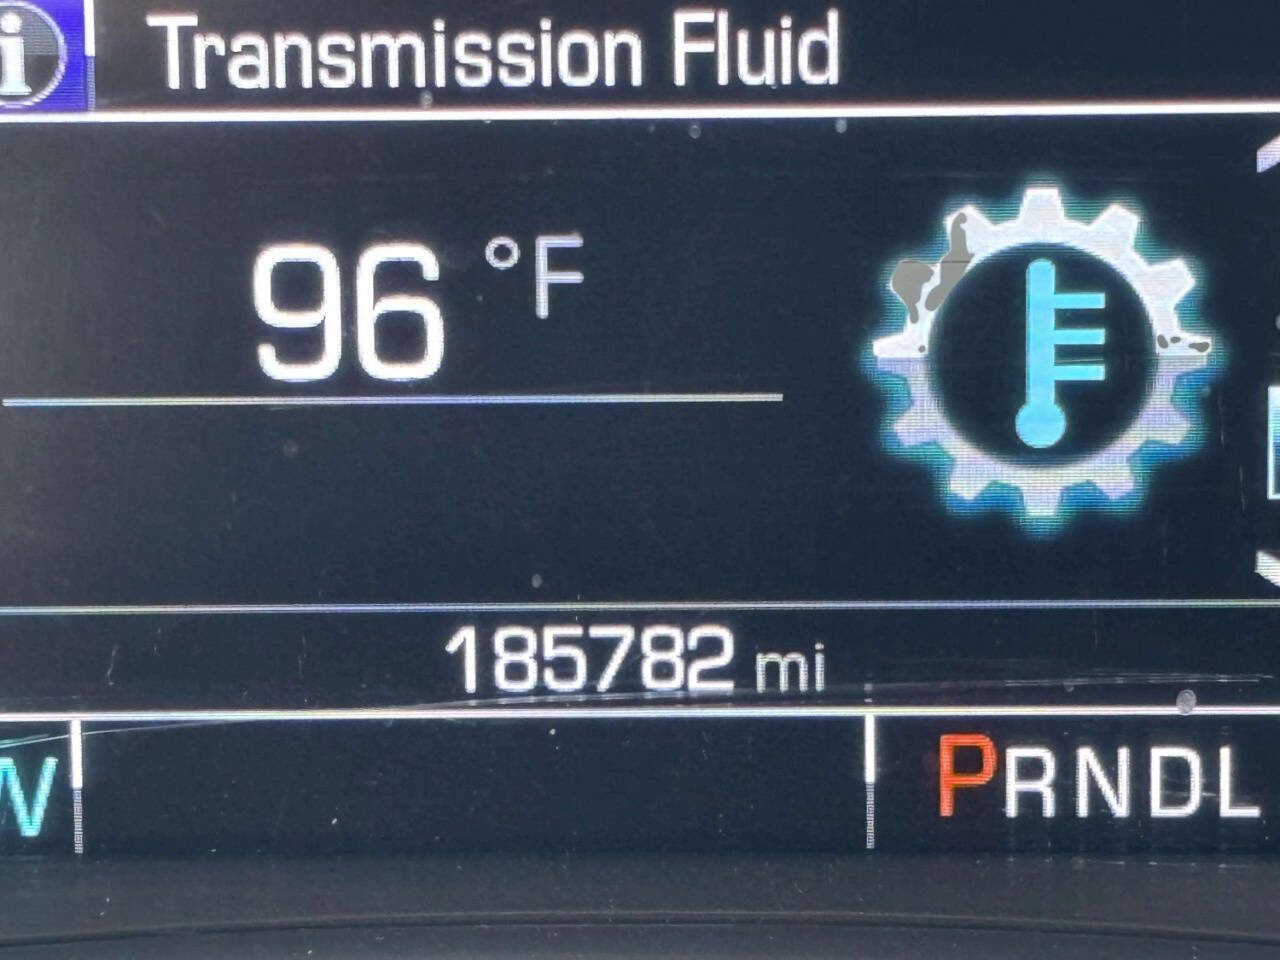 i Transmission Fluid
96 °F
185782 mi
W PRNDL